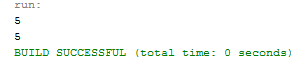 run:
5
5
BUILD SUCCESSFUL (total time: 0 seconds)